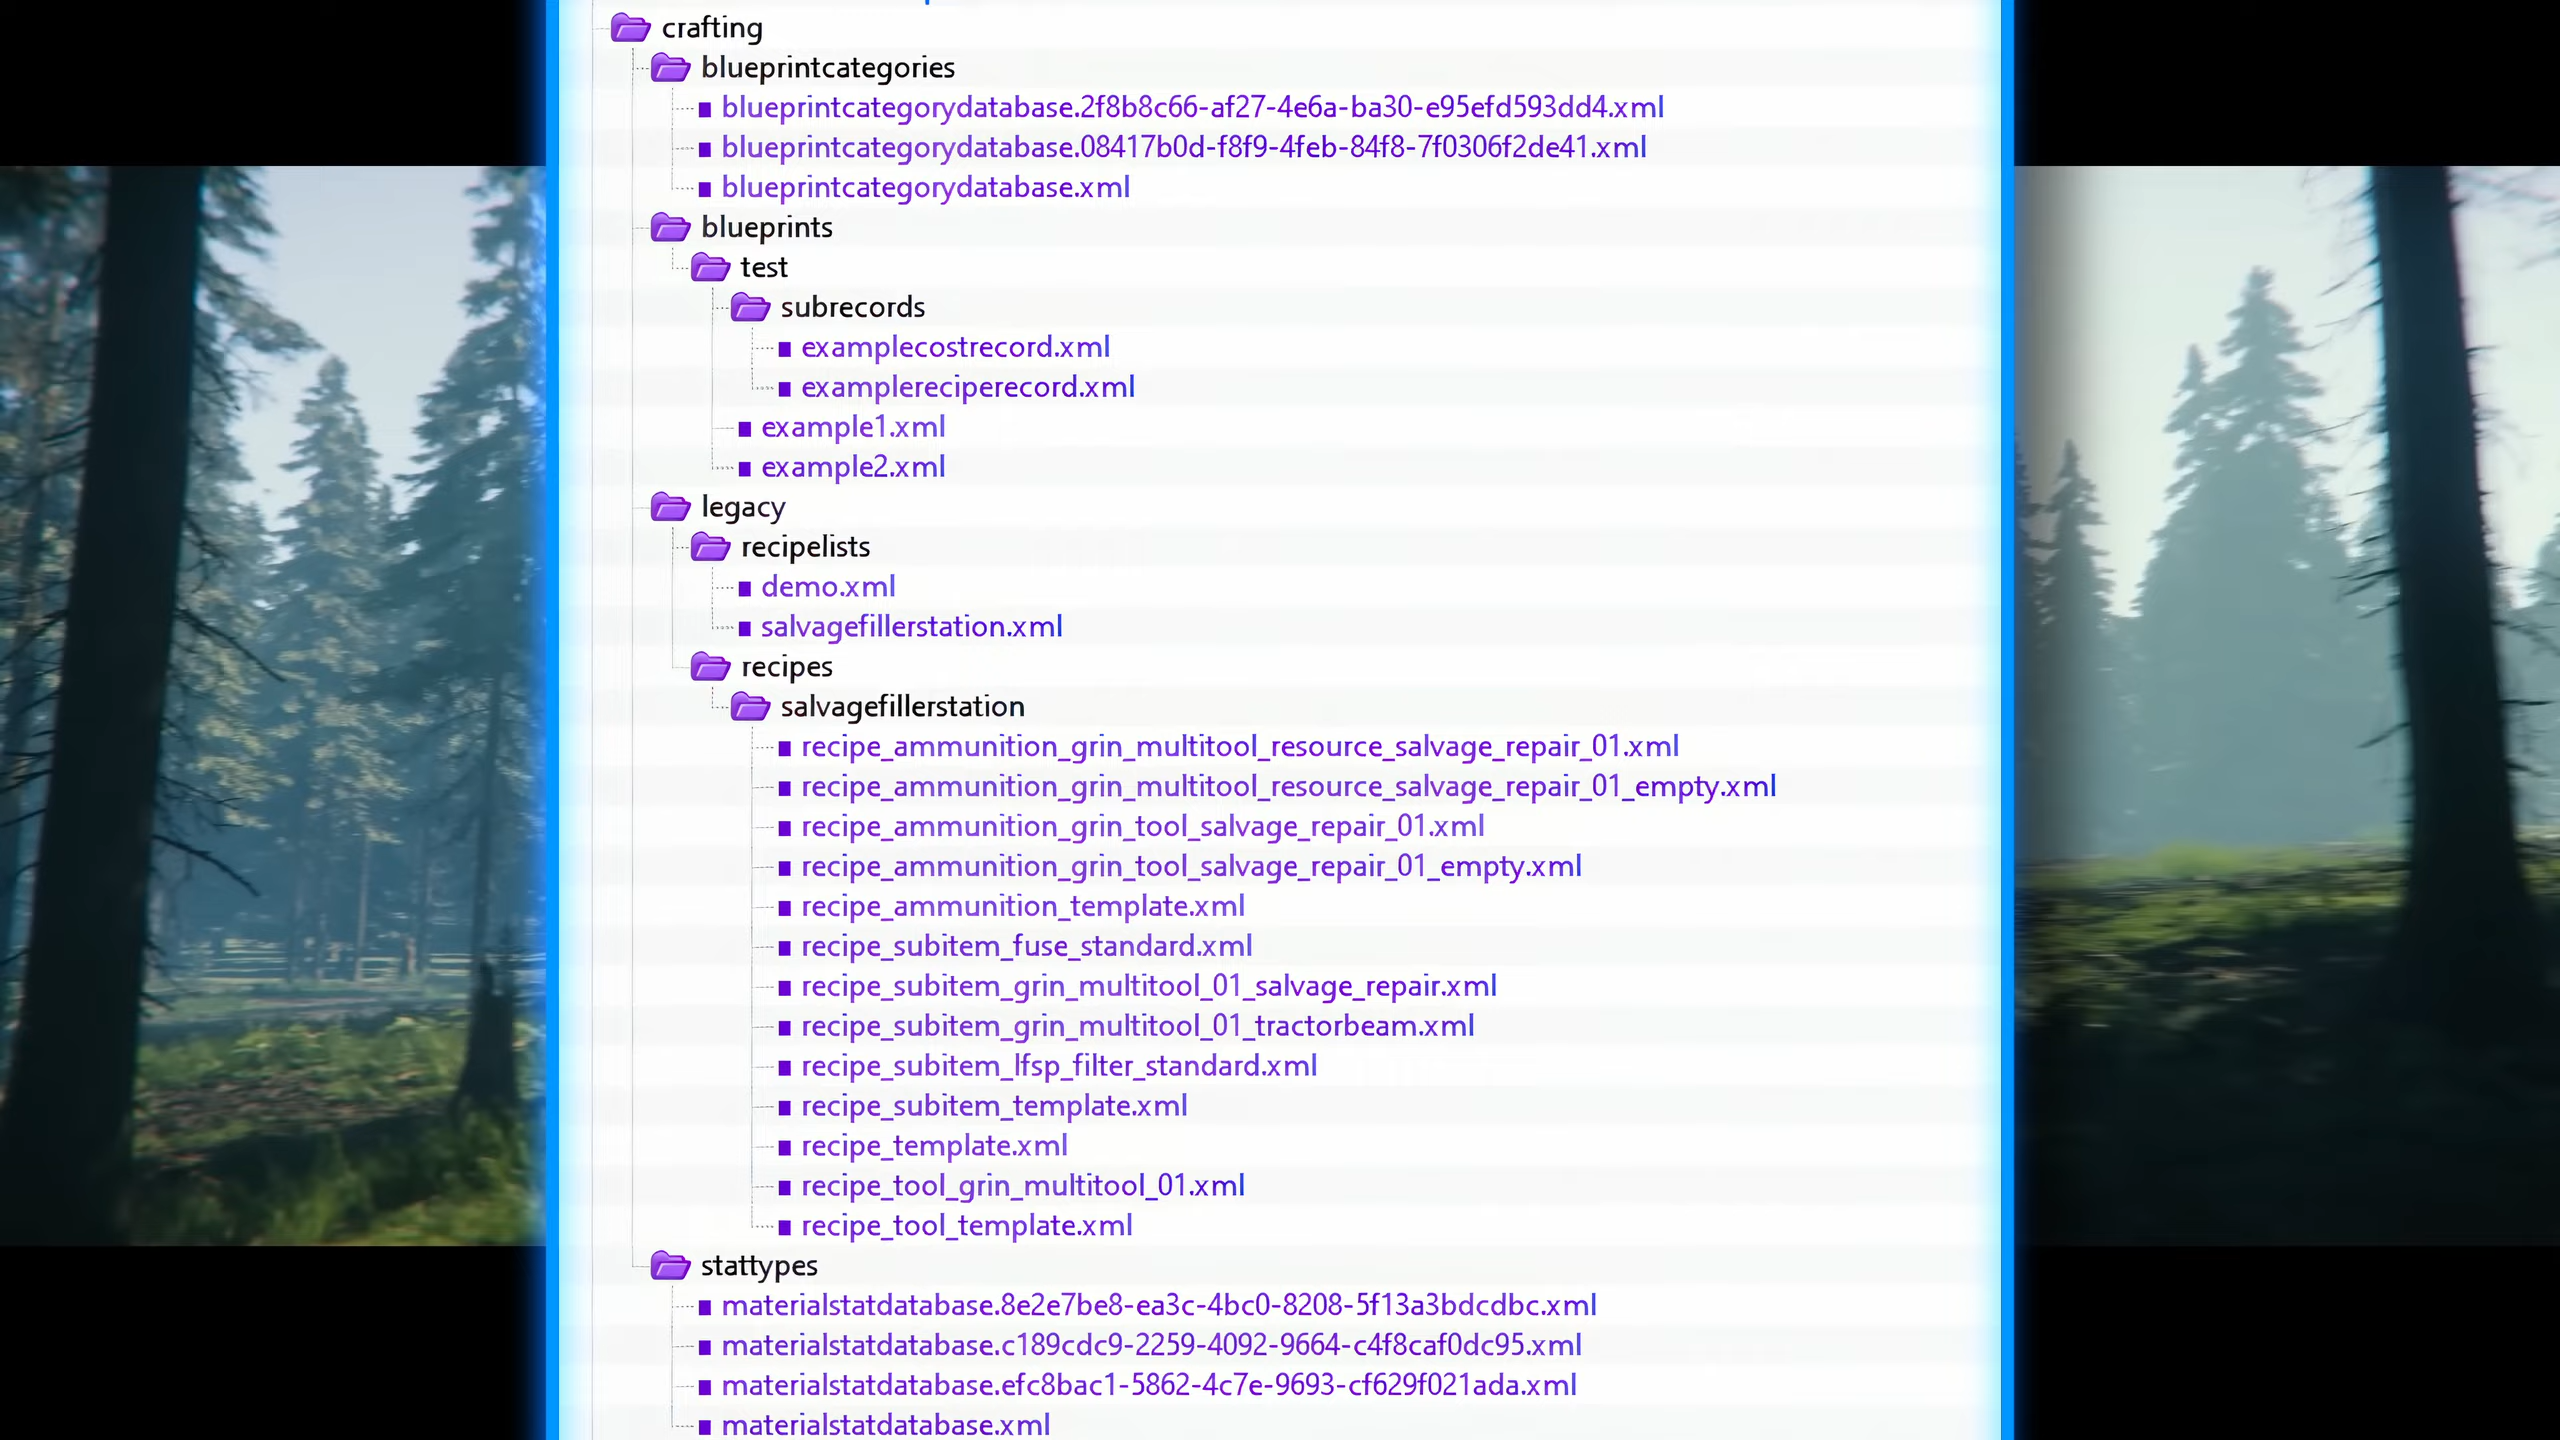 crafting
blueprintcategories
blueprintcategorydatabase.2f8b8c66-af27-4e6a-ba30-e95efd593dd4.xml
blueprintcategorydatabase.08417b0d-f8f9-4feb-84f8-7f0306f2de41.xml
blueprintcategorydatabase.xml
blueprints
test
subrecords
examplecostrecord.xml
examplereciperecord.xml
example1.xml
example2.xml
legacy
recipelists
demo.xml
salvagefillerstation.xml
recipes
salvagefillerstation
recipe_ammunition_grin_multitool_resource_salvage_repair_01.xml
recipe_ammunition_grin_multitool_resource_salvage_repair_01_empty.xml
recipe_ammunition_grin_tool_salvage_repair_01.xml
recipe_ammunition_grin_tool_salvage_repair_01_empty.xml
recipe_ammunition_template.xml
recipe_subitem_fuse_standard.xml
recipe_subitem_grin_multitool_01_salvage_repair.xml
recipe_subitem_grin_multitool_01_tractorbeam.xml
recipe_subitem_lfsp_filter_standard.xml
recipe_subitem_template.xml
recipe_template.xml
recipe_tool_grin_multitool_01.xml
recipe_tool_template.xml
stattypes
materialstatdatabase.8e2e7be8-ea3c-4bc0-8208-5f13a3bdcdbc.xml
materialstatdatabase.c189cdc9-2259-4092-9664-c4f8caf0dc95.xml
materialstatdatabase.efc8bac1-5862-4c7e-9693-cf629f021ada.xml
materialstatdatabase.xml